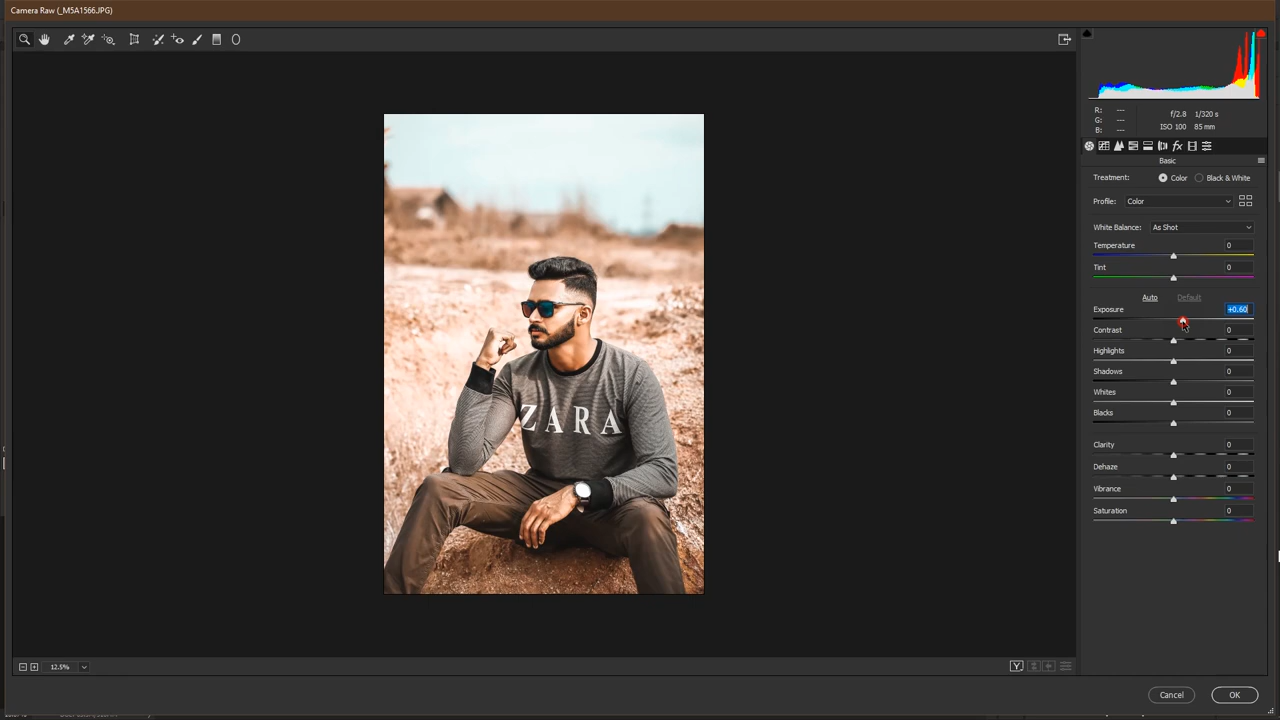 Camera Raw (_M5A1566.JPG)
R: ---
G: ---
B: ---
f/2.8 1/320 s
ISO 100 85 mm
fx
Basic
Treatment: Color Black & White
Profile: Color
White Balance: As Shot
Temperature 0
Tint 0
Auto Default
Exposure +0.60
Contrast 0
Highlights 0
Shadows 0
Whites 0
Blacks 0
Clarity 0
Dehaze 0
Vibrance 0
Saturation 0
ZARA
12.5%
Y
Cancel OK